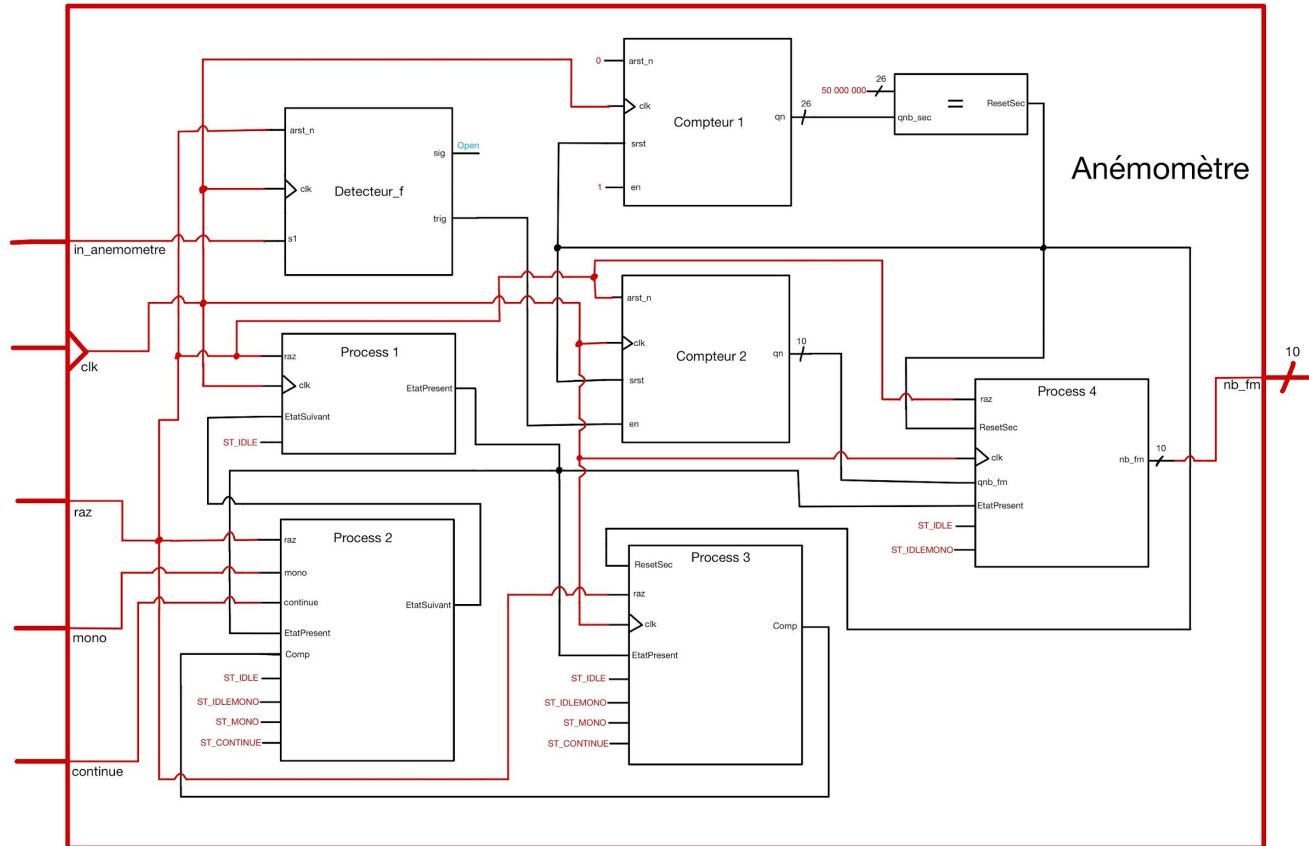 Anémomètre
in_anemometre
clk
raz
mono
continue
nb_fm
10
Detecteur_f
arst_n
clk
s1
sig
Open
trig
Compteur 1
0
arst_n
clk
srst
1
en
qn
26
50 000 000
26
qnb_sec
=
ResetSec
Compteur 2
arst_n
clk
srst
en
qn
10
Process 1
raz
clk
EtatSuivant
ST_IDLE
EtatPresent
Process 2
raz
mono
continue
EtatPresent
Comp
ST_IDLE
ST_IDLEMONO
ST_MONO
ST_CONTINUE
EtatSuivant
Process 3
ResetSec
raz
clk
EtatPresent
ST_IDLE
ST_IDLEMONO
ST_MONO
ST_CONTINUE
Comp
Process 4
raz
ResetSec
clk
qnb_fm
EtatPresent
ST_IDLE
ST_IDLEMONO
nb_fm
10